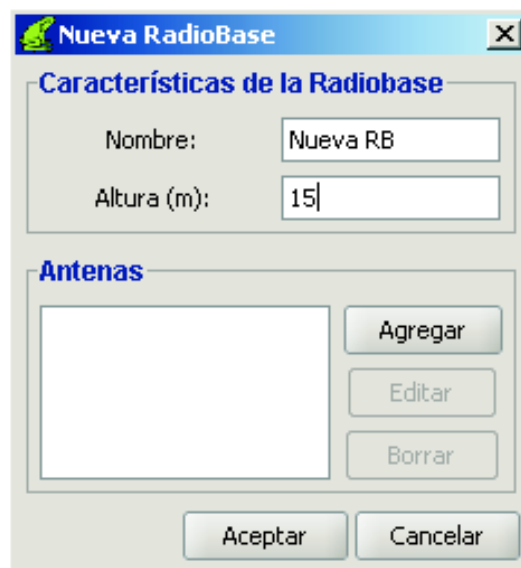 Nueva RadioBase
Características de la Radiobase
Nombre: Nueva RB
Altura (m): 15
Antenas
Agregar
Editar
Borrar
Aceptar Cancelar